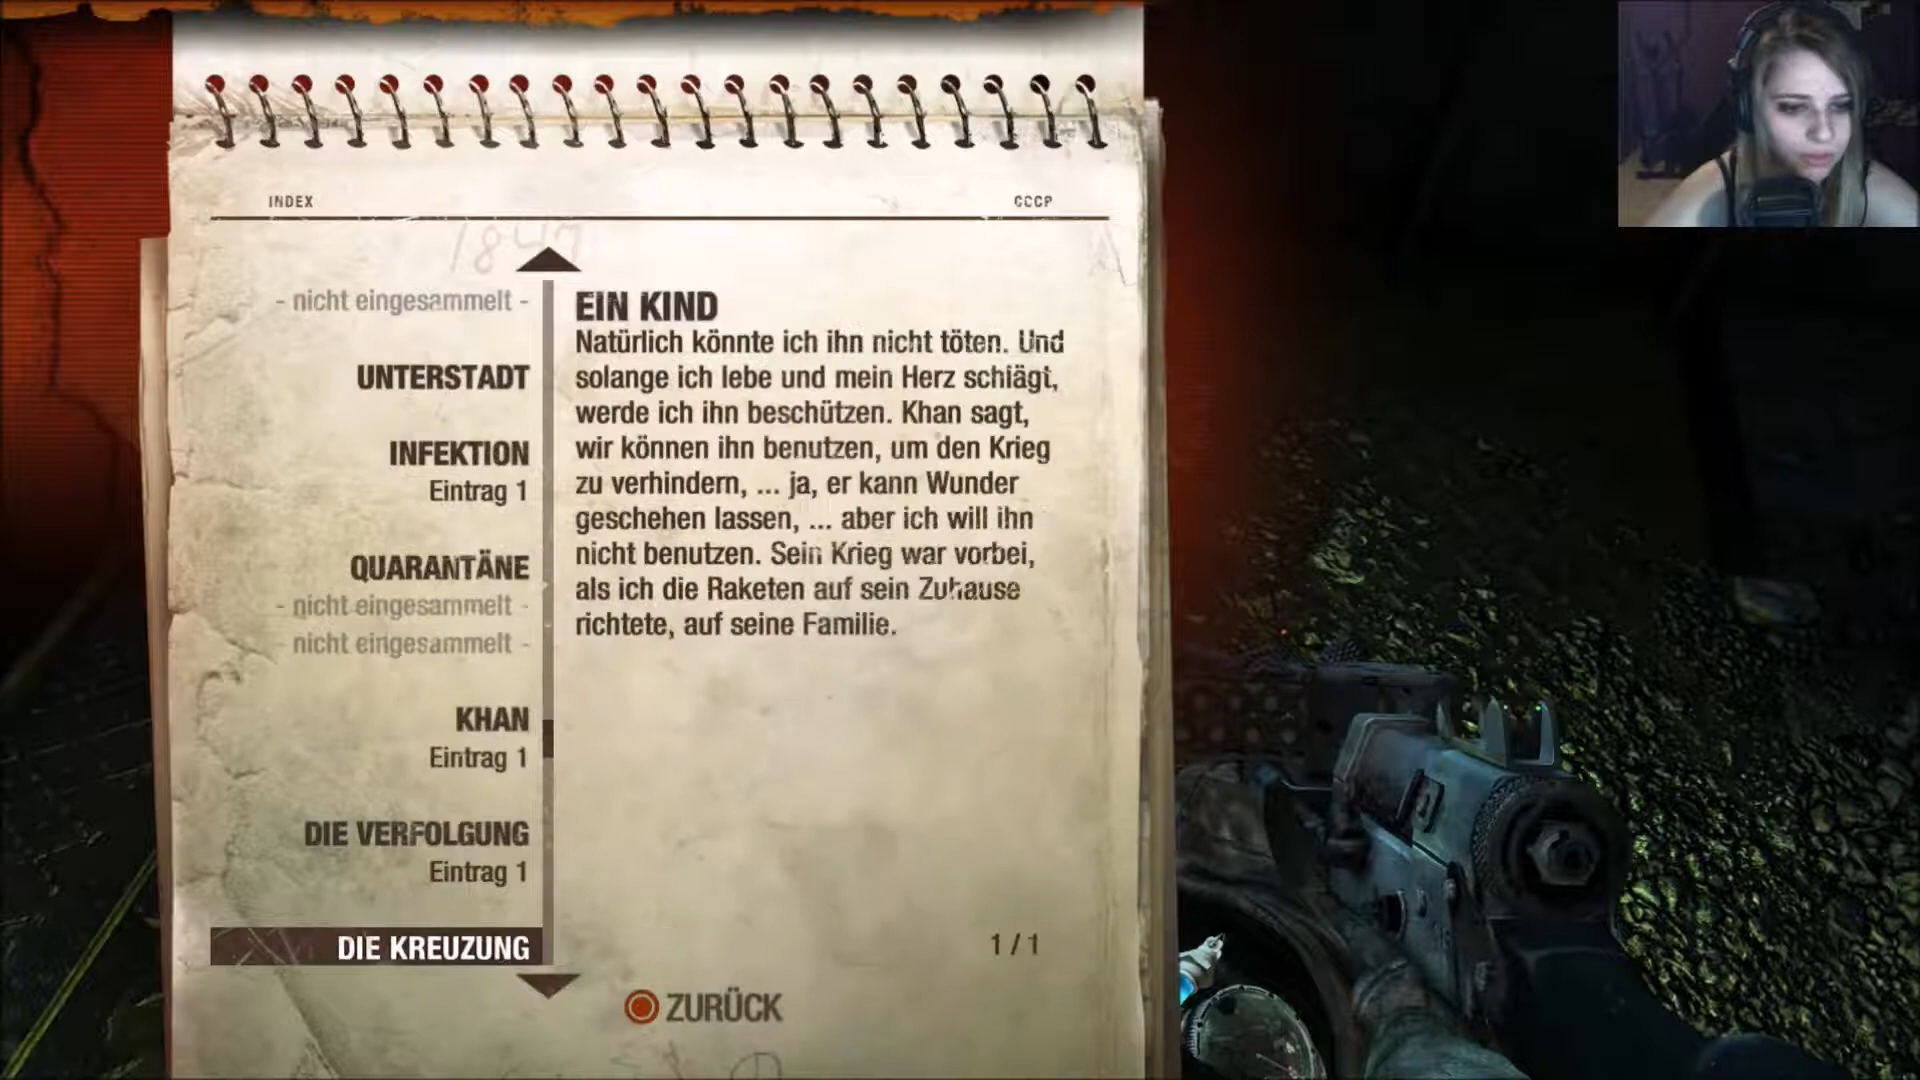 INDEX
CCCP
1847
- nicht eingesammelt -
UNTERSTADT
INFEKTION
Eintrag 1
QUARANTÄNE
- nicht eingesammelt -
- nicht eingesammelt -
KHAN
Eintrag 1
DIE VERFOLGUNG
Eintrag 1
DIE KREUZUNG
EIN KIND
Natürlich könnte ich ihn nicht töten. Und
solange ich lebe und mein Herz schlägt,
werde ich ihn beschützen. Khan sagt,
wir können ihn benutzen, um den Krieg
zu verhindern, ... ja, er kann Wunder
geschehen lassen, ... aber ich will ihn
nicht benutzen. Sein Krieg war vorbei,
als ich die Raketen auf sein Zuhause
richtete, auf seine Familie.
1 / 1
ZURÜCK